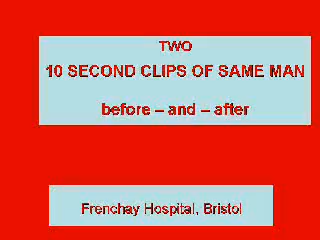 TWO
10 SECOND CLIPS OF SAME MAN
before – and – after
Frenchay Hospital, Bristol